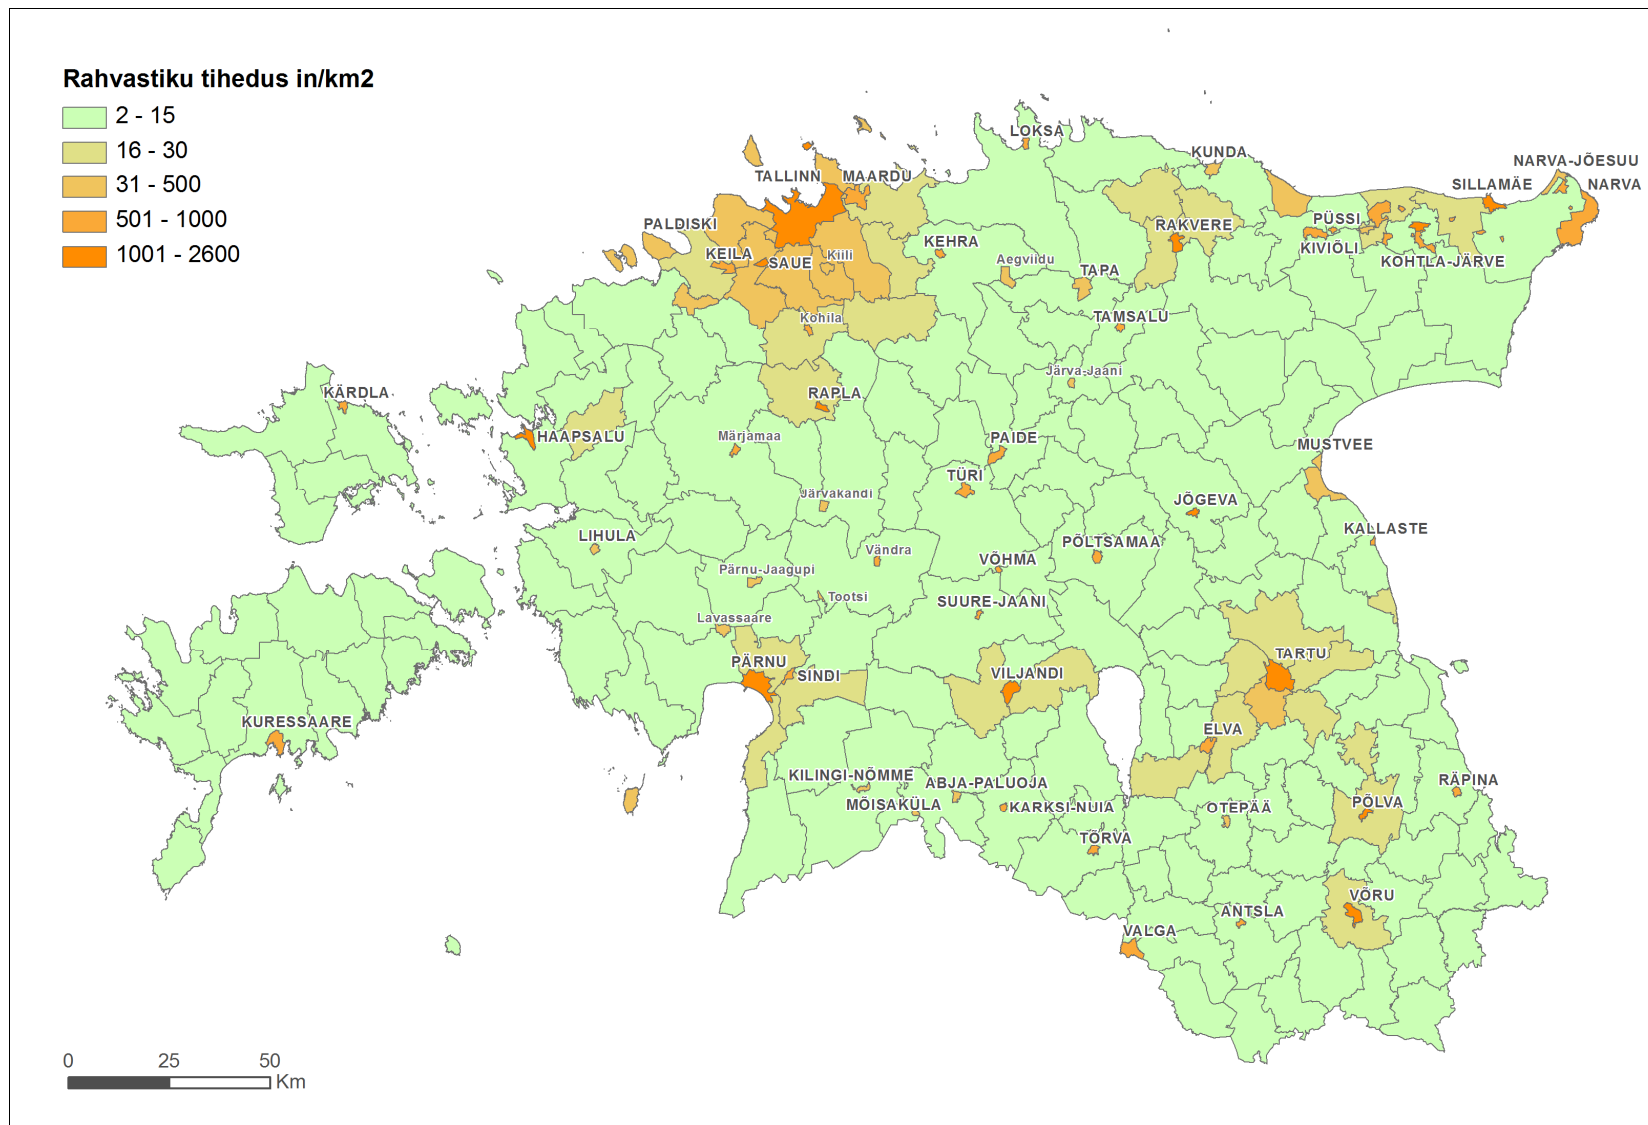 Rahvastiku tihedus in/km2
2 - 15
16 - 30
31 - 500
501 - 1000
1001 - 2600
LOKSA
KUNDA
NARVA-JÕESUU
TALLINN
MAARDU
SILLAMÄE
NARVA
PALDISKI
PÜSSI
RAKVERE
KEHRA
KIVIÕLI
KEILA
SAUE
Kiili
Aegviidu
KOHTLA-JÄRVE
TAPA
Kohila
TAMSALU
Järva-Jaani
KÄRDLA
RAPLA
HAAPSALU
Märjamaa
PAIDE
MUSTVEE
TÜRI
Järvakandi
JÕGEVA
KALLASTE
LIHULA
Vändra
PÕLTSAMAA
VÕHMA
Pärnu-Jaagupi
Tootsi
SUURE-JAANI
Lavassaare
TARTU
PÄRNU
SINDI
VILJANDI
KURESSAARE
ELVA
KILINGI-NÕMME
ABJA-PALUOJA
RÄPINA
MÕISAKÜLA
KARKSI-NUIA
OTEPÄÄ
PÕLVA
TÕRVA
VÕRU
ANTSLA
VALGA
0 25 50
Km